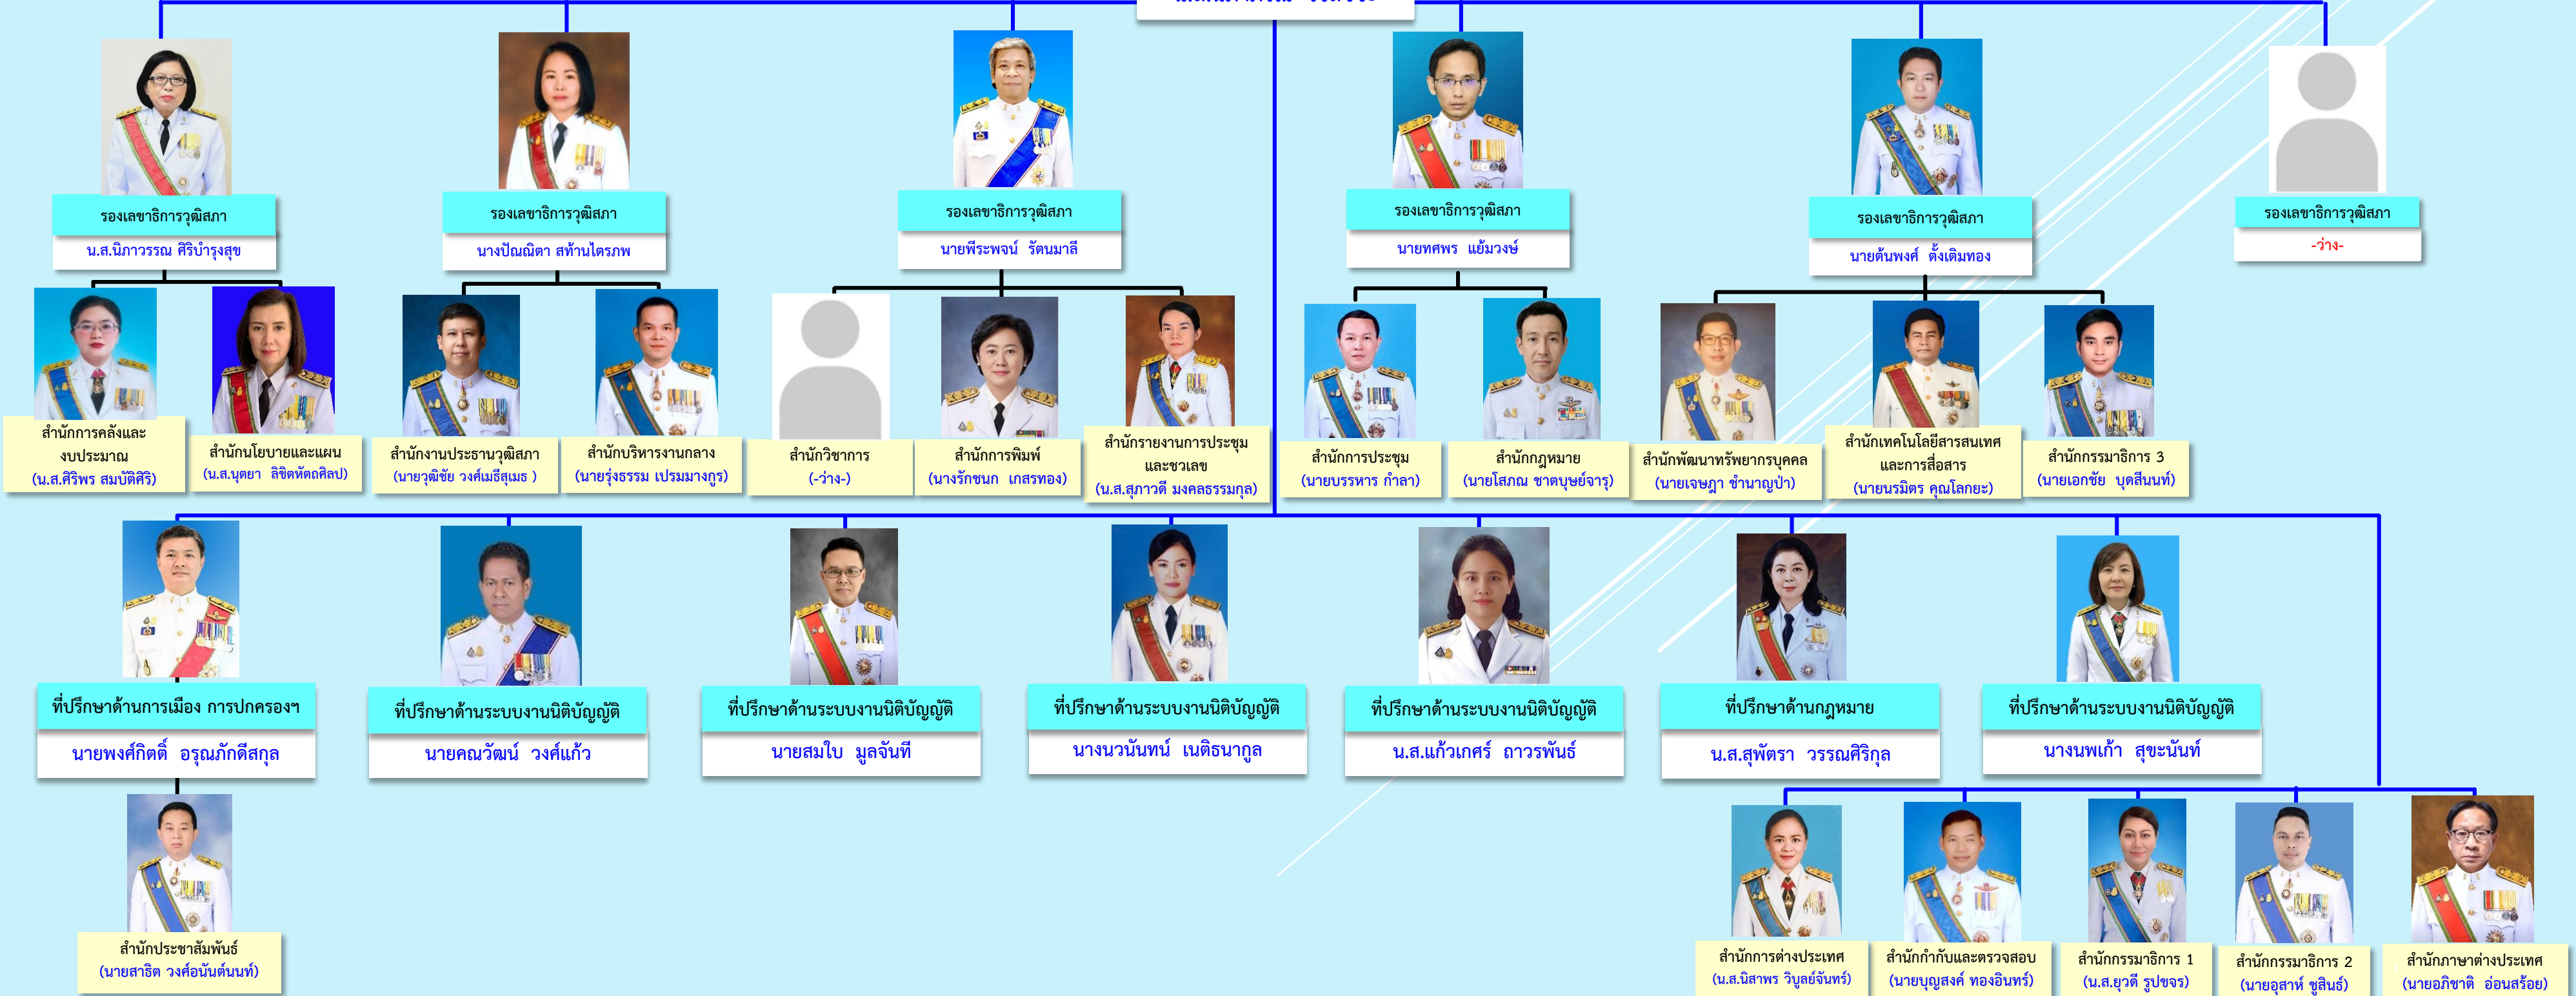 รองเลขาธิการวุฒิสภา
น.ส.นิภาวรรณ ศิริบำรุงสุข
รองเลขาธิการวุฒิสภา
นางปัณณิตา สท้านไตรภพ
รองเลขาธิการวุฒิสภา
นายพีระพจน์ รัตนมาลี
รองเลขาธิการวุฒิสภา
นายทศพร แย้มวงษ์
รองเลขาธิการวุฒิสภา
นายต้นพงศ์ ตั้งเติมทอง
รองเลขาธิการวุฒิสภา
-ว่าง-
สำนักการคลังและ
งบประมาณ
(น.ส.ศิริพร สมบัติศิริ)
สำนักนโยบายและแผน
(น.ส.นุตยา ลิขิตหัตถศิลป)
สำนักงานประธานวุฒิสภา
(นายวุฒิชัย วงศ์เมธีสุเมธ )
สำนักบริหารงานกลาง
(นายรุ่งธรรม เปรมมางกูร)
สำนักวิชาการ
(-ว่าง-)
สำนักการพิมพ์
(นางรักชนก เกสรทอง)
สำนักรายงานการประชุม
และชวเลข
(น.ส.สุภาวดี มงคลธรรมกุล)
สำนักการประชุม
(นายบรรหาร กำลา)
สำนักกฎหมาย
(นายโสภณ ชาตบุษย์จารุ)
สำนักพัฒนาทรัพยากรบุคคล
(นายเจษฎา ชำนาญป่า)
สำนักเทคโนโลยีสารสนเทศ
และการสื่อสาร
(นายนรมิตร คุณโลกยะ)
สำนักกรรมาธิการ 3
(นายเอกชัย บุดสีนนท์)
ที่ปรึกษาด้านการเมือง การปกครองฯ
นายพงศ์กิตติ์ อรุณภักดีสกุล
ที่ปรึกษาด้านระบบงานนิติบัญญัติ
นายคณวัฒน์ วงศ์แก้ว
ที่ปรึกษาด้านระบบงานนิติบัญญัติ
นายสมใบ มูลจันที
ที่ปรึกษาด้านระบบงานนิติบัญญัติ
นางนวนันทน์ เนติธนากูล
ที่ปรึกษาด้านระบบงานนิติบัญญัติ
น.ส.แก้วเกศร์ ถาวรพันธ์
ที่ปรึกษาด้านกฎหมาย
น.ส.สุพัตรา วรรณศิริกุล
ที่ปรึกษาด้านระบบงานนิติบัญญัติ
นางนพเก้า สุขะนันท์
สำนักประชาสัมพันธ์
(นายสาธิต วงศ์อนันต์นนท์)
สำนักการต่างประเทศ
(น.ส.นิสาพร วิบูลย์จันทร์)
สำนักกำกับและตรวจสอบ
(นายบุญสงค์ ทองอินทร์)
สำนักกรรมาธิการ 1
(น.ส.ยุวดี รูปขจร)
สำนักกรรมาธิการ 2
(นายอุสาห์ ชูสินธ์)
สำนักภาษาต่างประเทศ
(นายอภิชาติ อ่อนสร้อย)